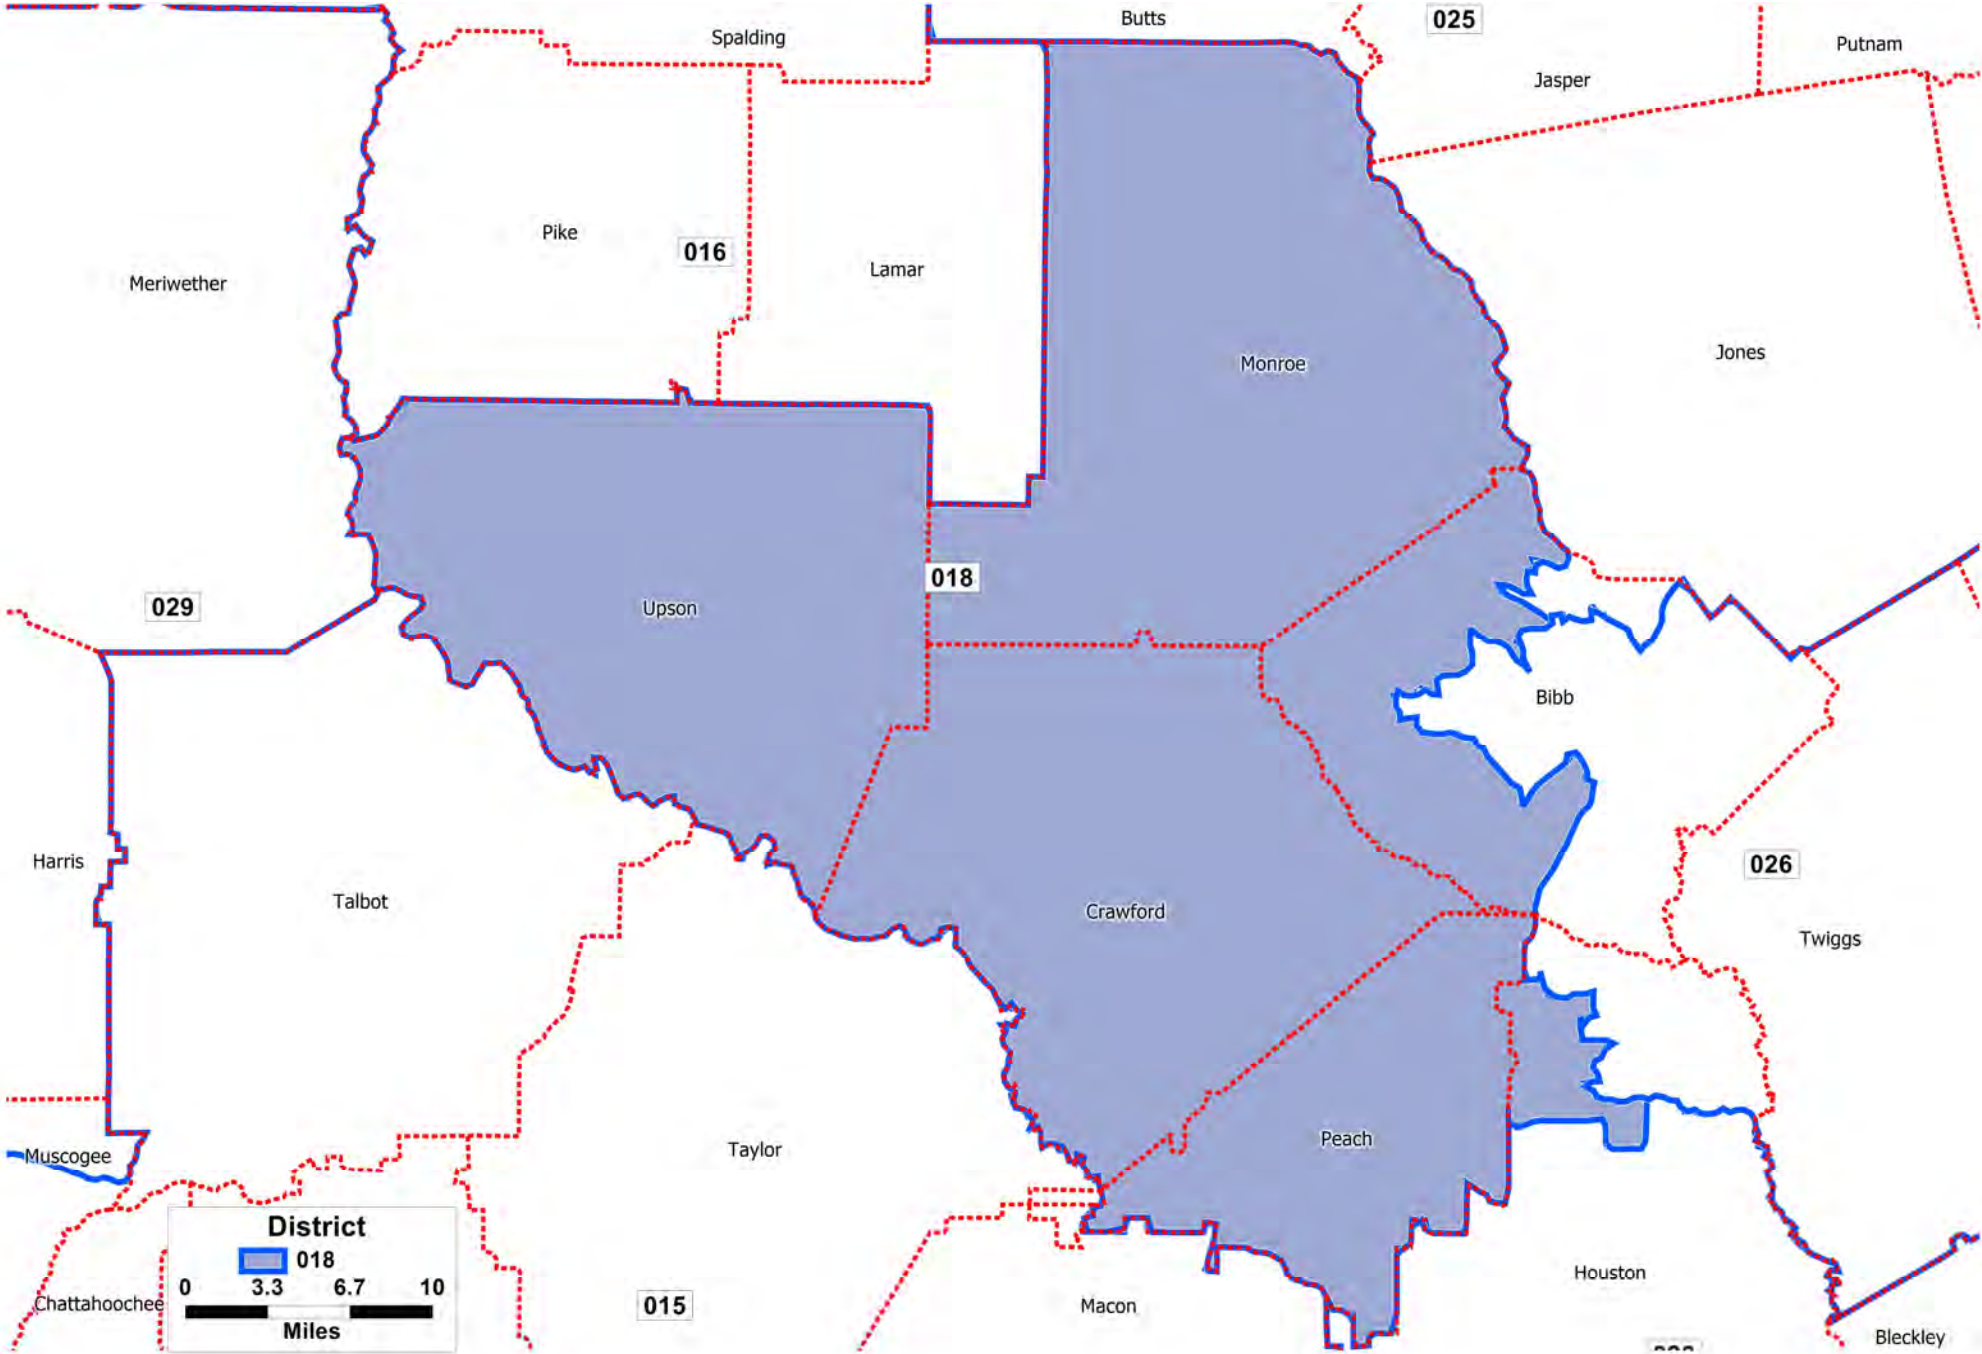 Butts
025
Spalding
Putnam
Jasper
Pike
016
Lamar
Meriwether
Jones
Monroe
018
029
Upson
Bibb
Harris
026
Talbot
Crawford
Twiggs
Peach
Taylor
Muscogee
District
018
0 3.3 6.7 10
Miles
Houston
Chattahoochee
015
Macon
Bleckley